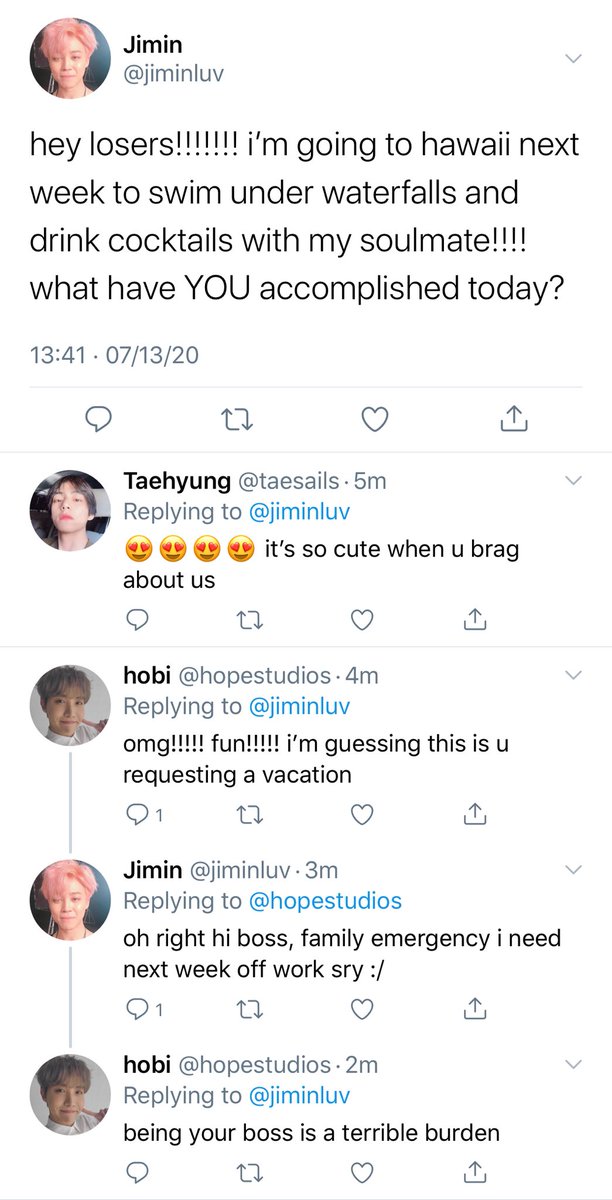 Jimin
@jiminluv
hey losers!!!!!!! i’m going to hawaii next
week to swim under waterfalls and
drink cocktails with my soulmate!!!!
what have YOU accomplished today?
13:41 · 07/13/20
Taehyung @taesails · 5m
Replying to @jiminluv
😍 😍 😍 😍 it’s so cute when u brag
about us
hobi @hopestudios · 4m
Replying to @jiminluv
omg!!!!! fun!!!!! i’m guessing this is u
requesting a vacation
1
Jimin @jiminluv · 3m
Replying to @hopestudios
oh right hi boss, family emergency i need
next week off work sry :/
1
hobi @hopestudios · 2m
Replying to @jiminluv
being your boss is a terrible burden